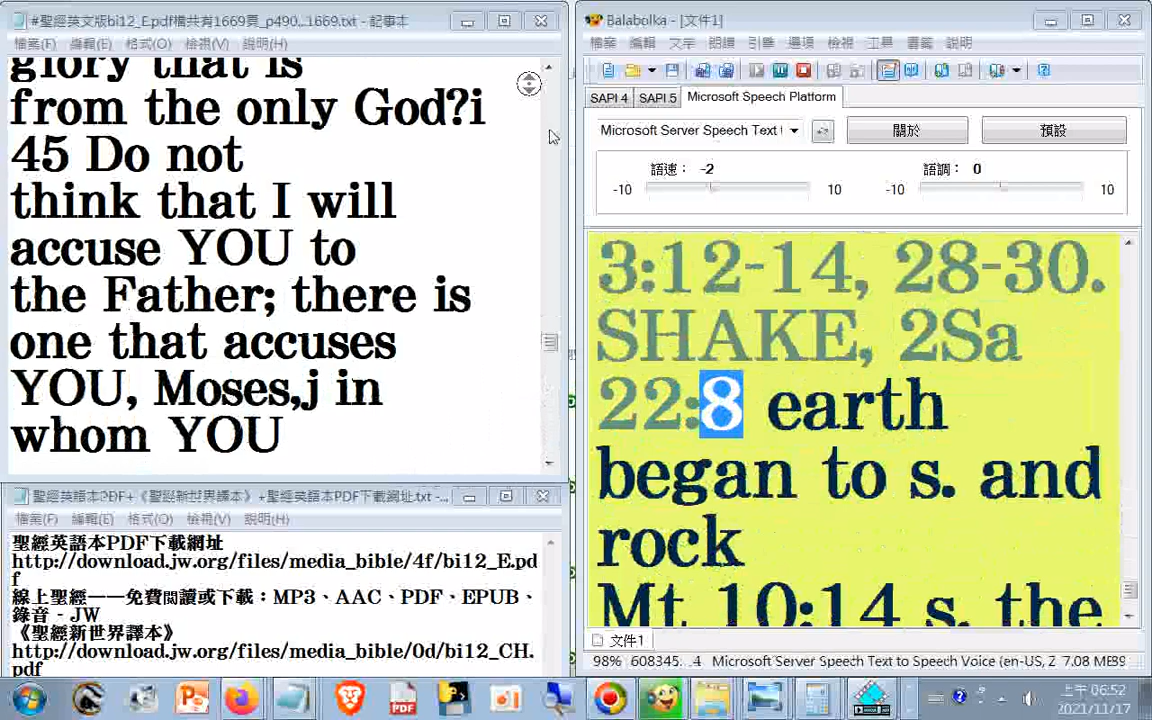 #聖經英文版bi12_E.pdf檔共有1669頁_p490...1669.txt - 記事本
檔案(F) 編輯(E) 格式(O) 檢視(V) 說明(H)
glory that is
from the only God?i
45 Do not
think that I will
accuse YOU to
the Father; there is
one that accuses
YOU, Moses,j in
whom YOU
聖經英語本PDF+《聖經新世界譯本》+聖經英語本PDF下載網址.txt - ...
檔案(F) 編輯(E) 格式(O) 檢視(V) 說明(H)
聖經英語本PDF下載網址
http://download.jw.org/files/media_bible/4f/bi12_E.pd
f
線上聖經——免費閱讀或下載：MP3、AAC、PDF、EPUB、
錄音 - JW
《聖經新世界譯本》
http://download.jw.org/files/media_bible/0d/bi12_CH.
pdf
Balabolka - [文件1]
檔案 編輯 文字 朗讀 引擎 選項 檢視 工具 書籤 說明
SAPI 4 SAPI 5 Microsoft Speech Platform
Microsoft Server Speech Text 關於 預設
語速： -2 語調： 0
-10 10 -10 10
3:12-14, 28-30.
SHAKE, 2Sa
22:8 earth
began to s. and
rock
Mt 10:14 s. the
文件1
98% 608345...4 Microsoft Server Speech Text to Speech Voice (en-US, Z 7.08 MB
上午 06:52
2021/11/17